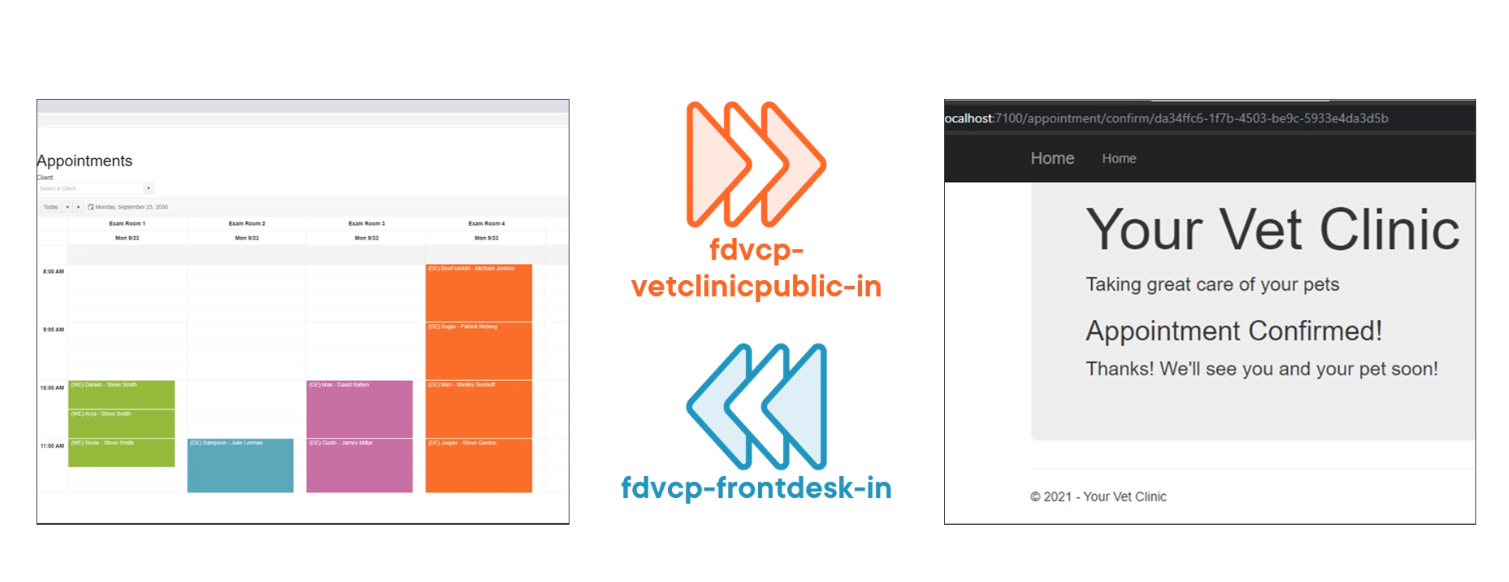 Appointments
Client:
Select a Client...
Today
Monday, September 23, 2030
Exam Room 1 Exam Room 2 Exam Room 3 Exam Room 4
Mon 9/23 Mon 9/23 Mon 9/23 Mon 9/23
8:00 AM
(DE) BenFranklin - Michael Jenkins
9:00 AM
(DE) Sugar - Patrick Neborg
10:00 AM
(WE) Darwin - Steve Smith
(DE) Max - David Batten
(DE) Mim - Shelley Benhoff
(WE) Arya - Steve Smith
11:00 AM
(WE) Rosie - Steve Smith
(DE) Sampson - Julie Lerman
(DE) Guido - James Millar
(DE) Jasper - Steve Gordon
fdvcp-
vetclinicpublic-in
fdvcp-frontdesk-in
ocalhost:7100/appointment/confirm/da34ffc6-1f7b-4503-be9c-5933e4da3d5b
Home Home
Your Vet Clinic
Taking great care of your pets
Appointment Confirmed!
Thanks! We'll see you and your pet soon!
© 2021 - Your Vet Clinic